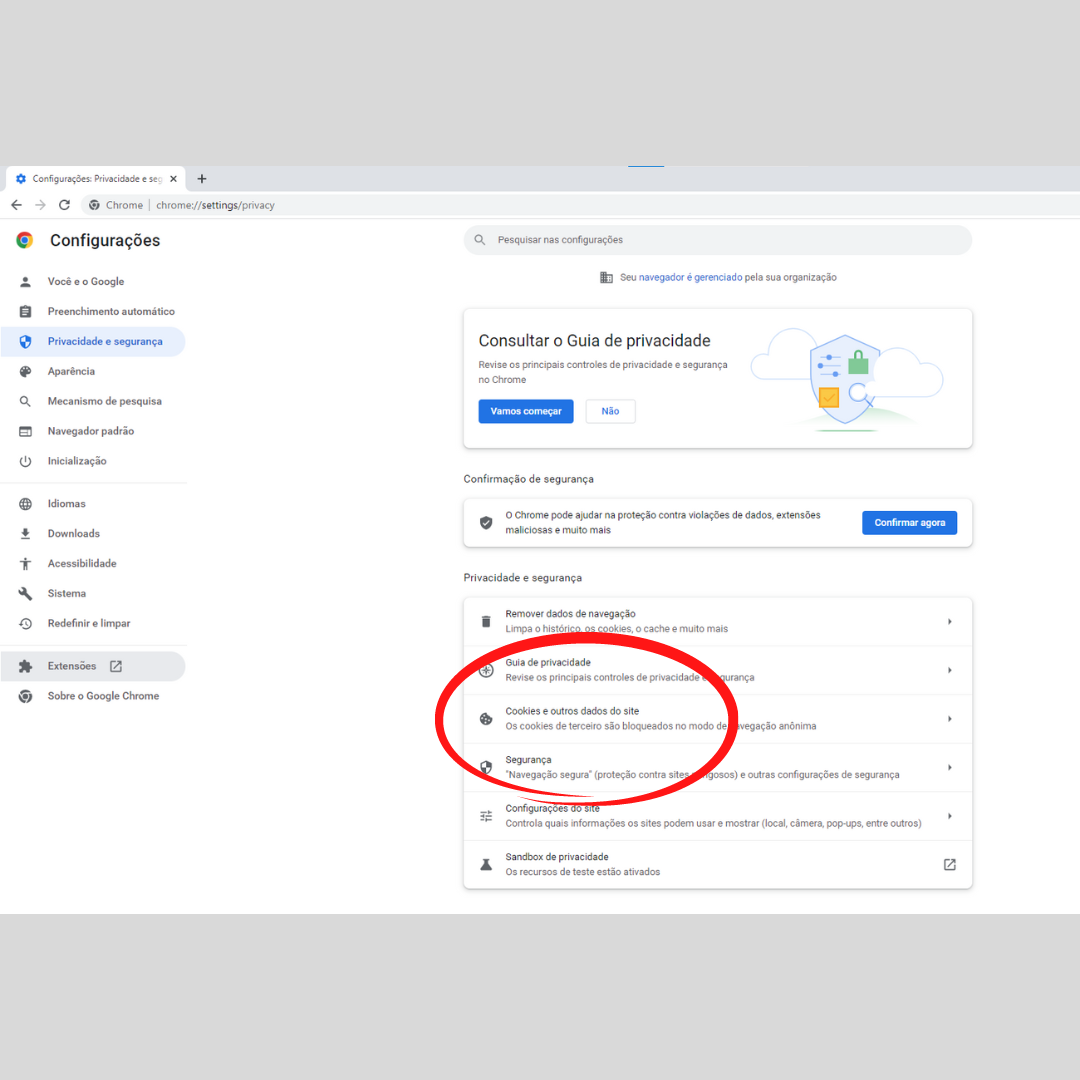 Configurações: Privacidade e seg
Chrome | chrome://settings/privacy
Configurações
Pesquisar nas configurações
Seu navegador é gerenciado pela sua organização
Você e o Google
Preenchimento automático
Privacidade e segurança
Aparência
Mecanismo de pesquisa
Navegador padrão
Inicialização
Idiomas
Downloads
Acessibilidade
Sistema
Redefinir e limpar
Extensões
Sobre o Google Chrome
Consultar o Guia de privacidade
Revise os principais controles de privacidade e segurança
no Chrome
Vamos começar
Não
Confirmação de segurança
O Chrome pode ajudar na proteção contra violações de dados, extensões
maliciosas e muito mais
Confirmar agora
Privacidade e segurança
Remover dados de navegação
Limpa o histórico, os cookies, o cache e muito mais
Guia de privacidade
Revise os principais controles de privacidade e segurança
Cookies e outros dados do site
Os cookies de terceiro são bloqueados no modo de navegação anônima
Segurança
"Navegação segura" (proteção contra sites perigosos) e outras configurações de segurança
Configurações do site
Controla quais informações os sites podem usar e mostrar (local, câmera, pop-ups, entre outros)
Sandbox de privacidade
Os recursos de teste estão ativados